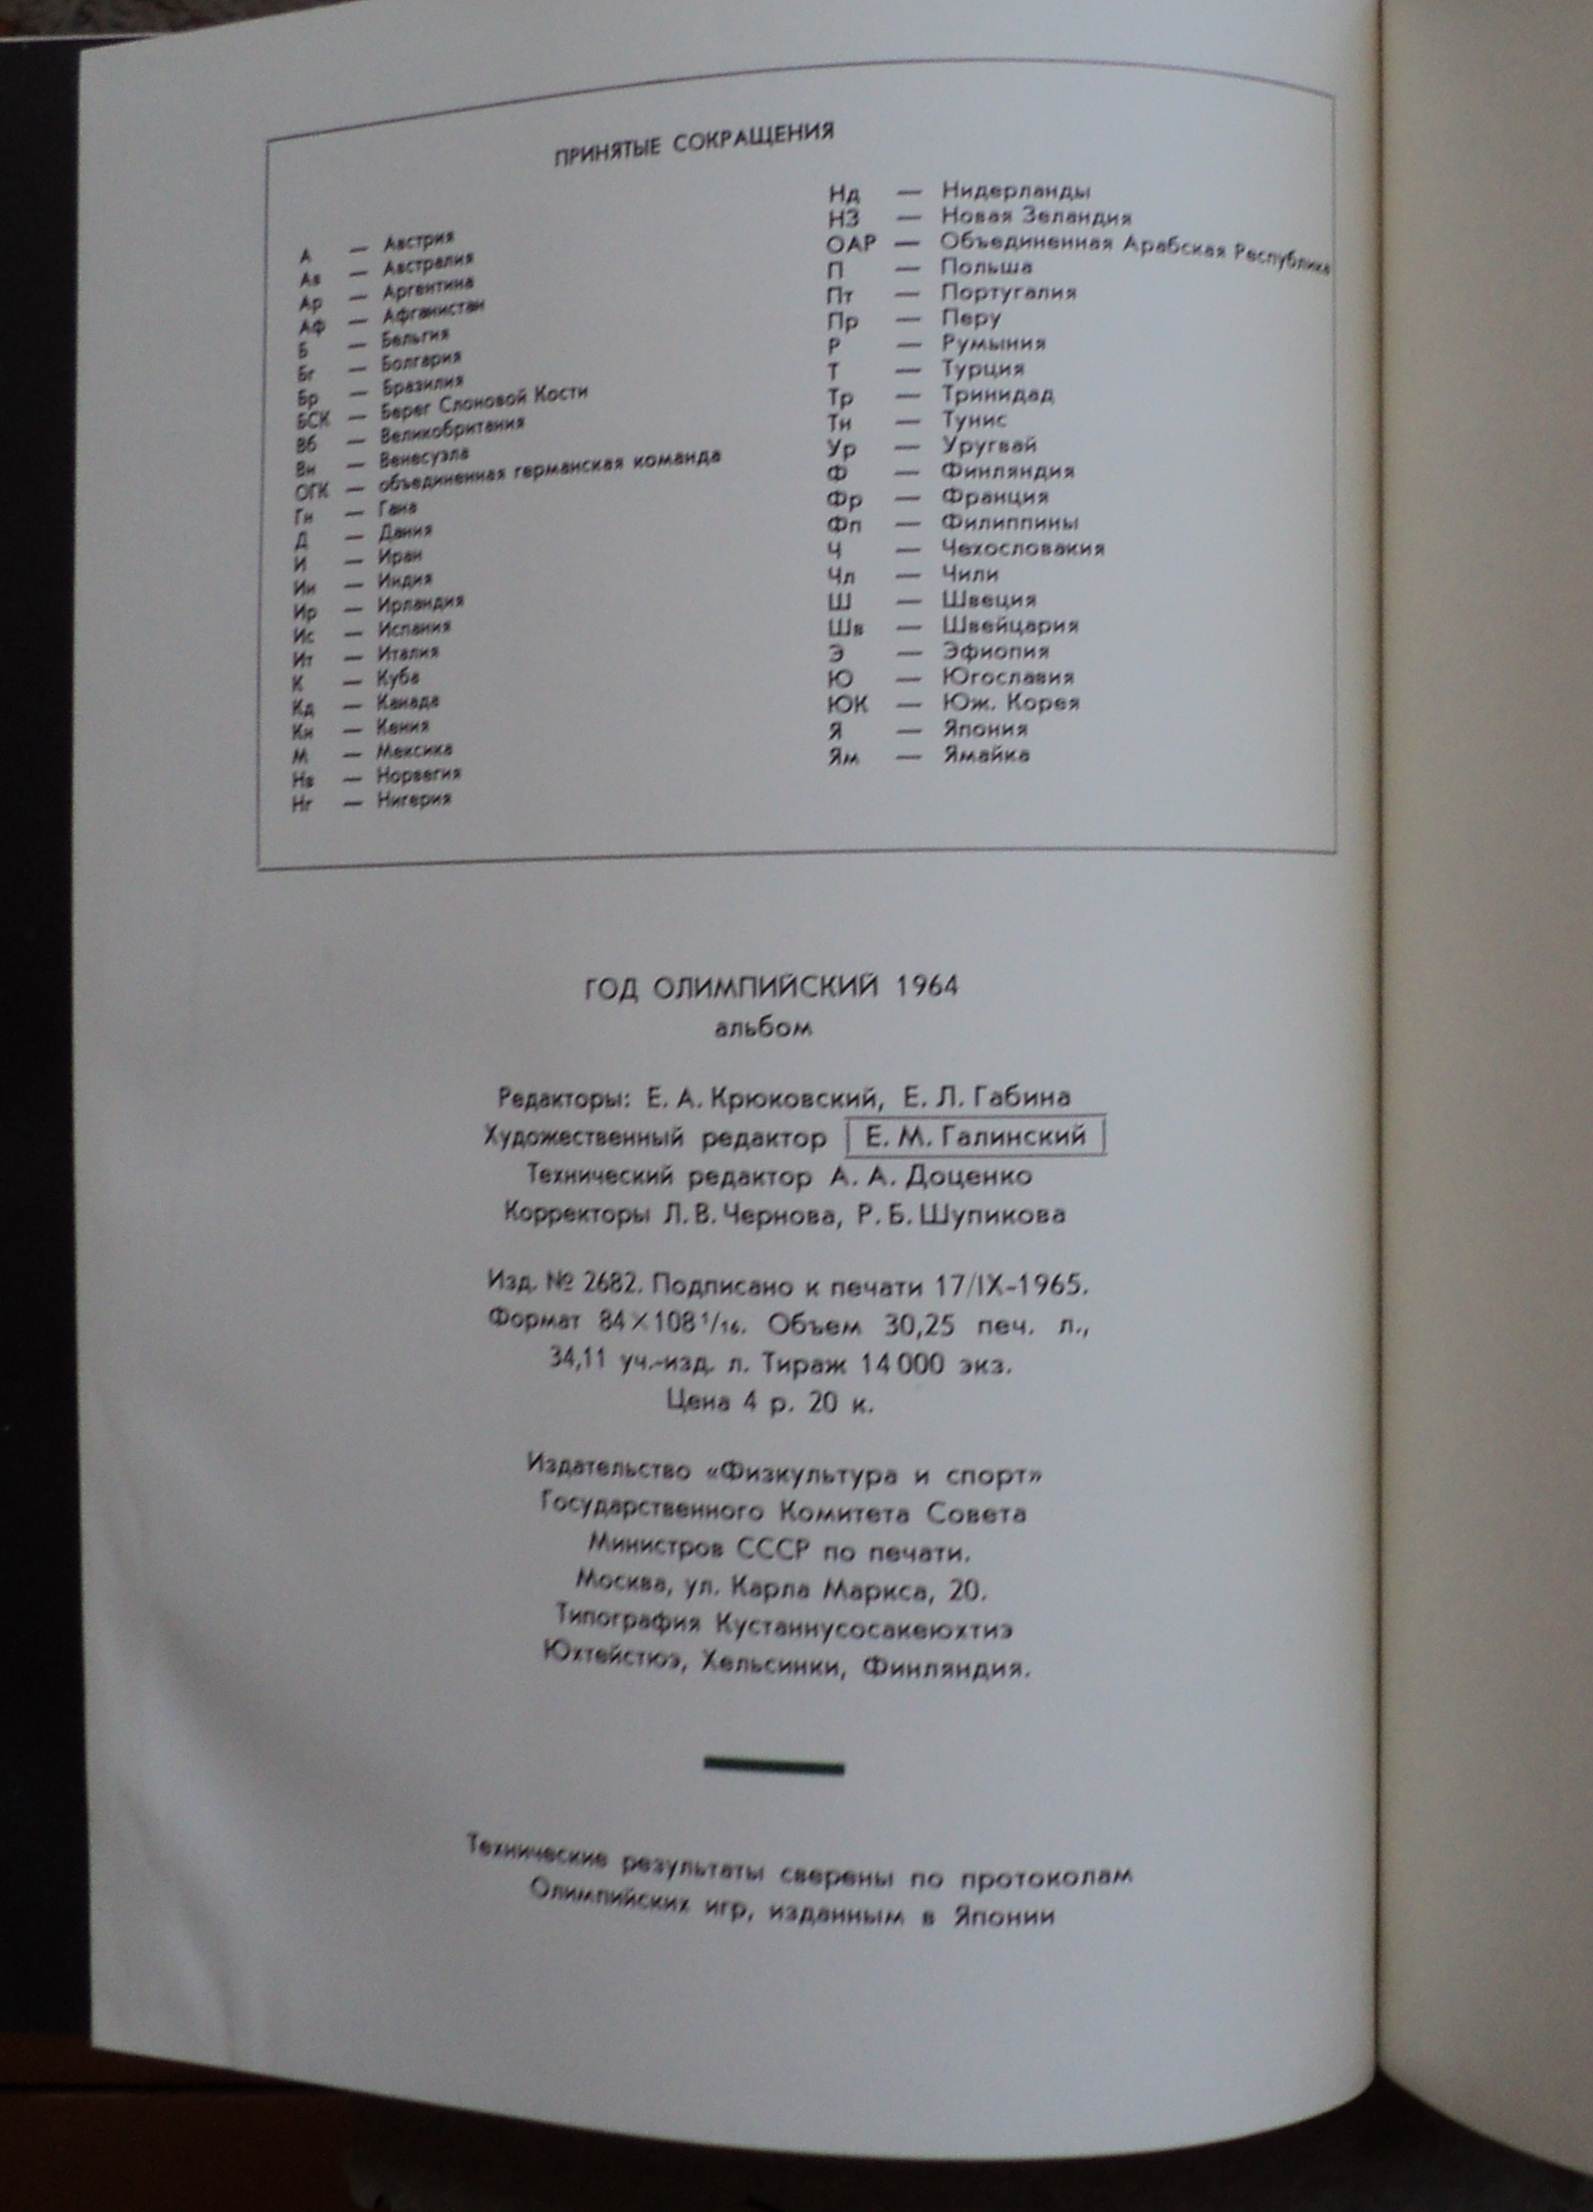 ПРИНЯТЫЕ СОКРАЩЕНИЯ
А — Австрия
Ав — Австралия
Ар — Аргентина
Аф — Афганистан
Б — Бельгия
Бг — Болгария
Бр — Бразилия
БСК — Берег Слоновой Кости
Вб — Великобритания
Вн — Венесуэла
ОГК — объединенная германская команда
Гн — Гана
Д — Дания
И — Иран
Ин — Индия
Ир — Ирландия
Ис — Испания
Ит — Италия
К — Куба
Кд — Канада
Кн — Кения
М — Мексика
Нв — Норвегия
Нг — Нигерия
Нд — Нидерланды
НЗ — Новая Зеландия
ОАР — Объединенная Арабская Республика
П — Польша
Пт — Португалия
Пр — Перу
Р — Румыния
Т — Турция
Тр — Тринидад
Тн — Тунис
Ур — Уругвай
Ф — Финляндия
Фр — Франция
Фп — Филиппины
Ч — Чехословакия
Чл — Чили
Ш — Швеция
Шв — Швейцария
Э — Эфиопия
Ю — Югославия
ЮК — Юж. Корея
Я — Япония
Ям — Ямайка
ГОД ОЛИМПИЙСКИЙ 1964
альбом
Редакторы: Е. А. Крюковский, Е. Л. Габина
Художественный редактор Е. М. Галинский
Технический редактор А. А. Доценко
Корректоры Л. В. Чернова, Р. Б. Шупикова
Изд. № 2682. Подписано к печати 17/IX-1965.
Формат 84×108 1/16. Объем 30,25 печ. л.,
34,11 уч.-изд. л. Тираж 14 000 экз.
Цена 4 р. 20 к.
Издательство «Физкультура и спорт»
Государственного Комитета Совета
Министров СССР по печати.
Москва, ул. Карла Маркса, 20.
Типография Кустаннусосакеюхтиэ
Юхтейстюэ, Хельсинки, Финляндия.
Технические результаты сверены по протоколам
Олимпийских игр, изданным в Японии